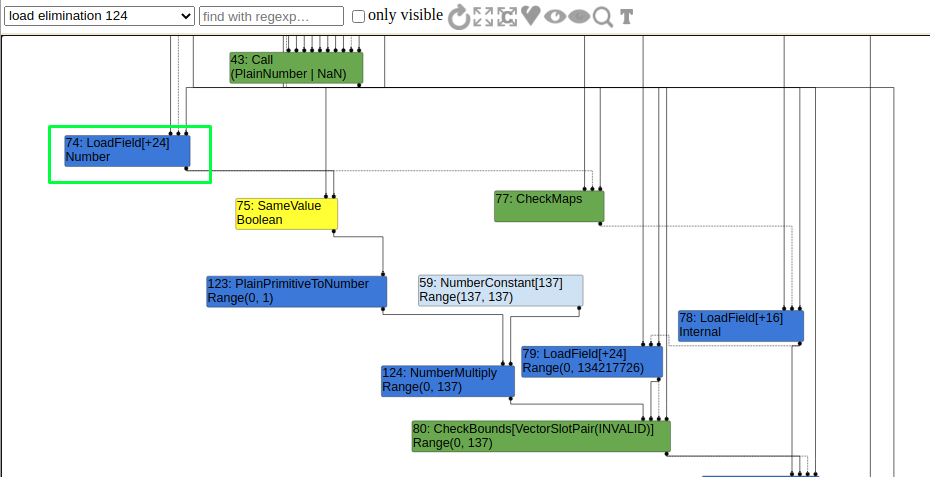 load elimination 124
find with regexp…
only visible
T
43: Call
(PlainNumber | NaN)
74: LoadField[+24]
Number
75: SameValue
Boolean
77: CheckMaps
123: PlainPrimitiveToNumber
Range(0, 1)
59: NumberConstant[137]
Range(137, 137)
78: LoadField[+16]
Internal
79: LoadField[+24]
Range(0, 134217726)
124: NumberMultiply
Range(0, 137)
80: CheckBounds[VectorSlotPair(INVALID)]
Range(0, 137)